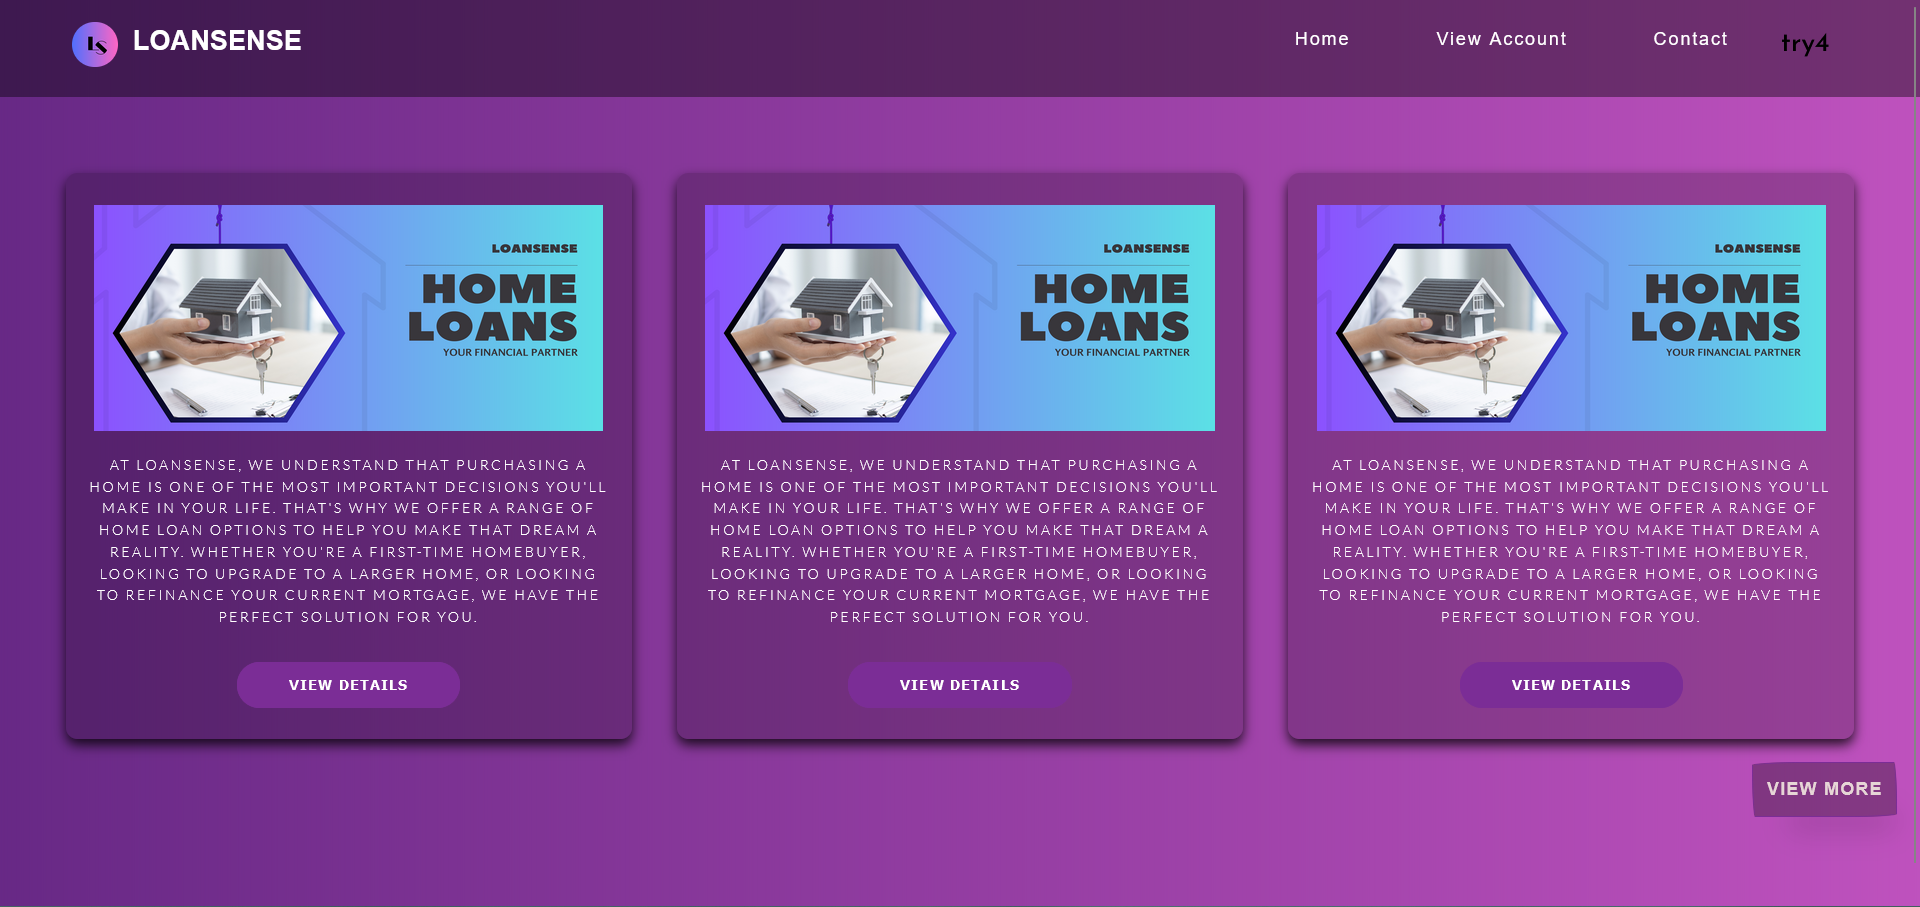 ls LOANSENSE
Home View Account Contact try4
LOANSENSE
HOME
LOANS
YOUR FINANCIAL PARTNER
AT LOANSENSE, WE UNDERSTAND THAT PURCHASING A
HOME IS ONE OF THE MOST IMPORTANT DECISIONS YOU'LL
MAKE IN YOUR LIFE. THAT'S WHY WE OFFER A RANGE OF
HOME LOAN OPTIONS TO HELP YOU MAKE THAT DREAM A
REALITY. WHETHER YOU'RE A FIRST-TIME HOMEBUYER,
LOOKING TO UPGRADE TO A LARGER HOME, OR LOOKING
TO REFINANCE YOUR CURRENT MORTGAGE, WE HAVE THE
PERFECT SOLUTION FOR YOU.
VIEW DETAILS
LOANSENSE
HOME
LOANS
YOUR FINANCIAL PARTNER
AT LOANSENSE, WE UNDERSTAND THAT PURCHASING A
HOME IS ONE OF THE MOST IMPORTANT DECISIONS YOU'LL
MAKE IN YOUR LIFE. THAT'S WHY WE OFFER A RANGE OF
HOME LOAN OPTIONS TO HELP YOU MAKE THAT DREAM A
REALITY. WHETHER YOU'RE A FIRST-TIME HOMEBUYER,
LOOKING TO UPGRADE TO A LARGER HOME, OR LOOKING
TO REFINANCE YOUR CURRENT MORTGAGE, WE HAVE THE
PERFECT SOLUTION FOR YOU.
VIEW DETAILS
LOANSENSE
HOME
LOANS
YOUR FINANCIAL PARTNER
AT LOANSENSE, WE UNDERSTAND THAT PURCHASING A
HOME IS ONE OF THE MOST IMPORTANT DECISIONS YOU'LL
MAKE IN YOUR LIFE. THAT'S WHY WE OFFER A RANGE OF
HOME LOAN OPTIONS TO HELP YOU MAKE THAT DREAM A
REALITY. WHETHER YOU'RE A FIRST-TIME HOMEBUYER,
LOOKING TO UPGRADE TO A LARGER HOME, OR LOOKING
TO REFINANCE YOUR CURRENT MORTGAGE, WE HAVE THE
PERFECT SOLUTION FOR YOU.
VIEW DETAILS
VIEW MORE